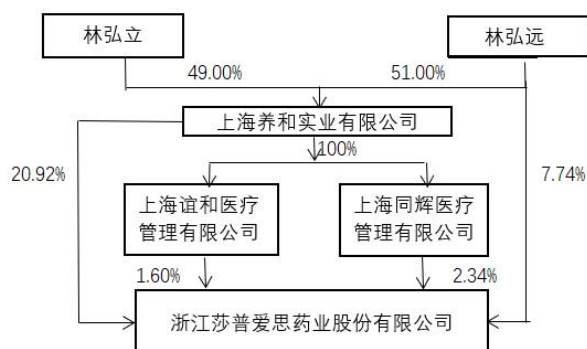 林弘立
林弘远
49.00%
51.00%
上海养和实业有限公司
100%
20.92%
7.74%
上海谊和医疗
管理有限公司
上海同辉医疗
管理有限公司
1.60%
2.34%
浙江莎普爱思药业股份有限公司